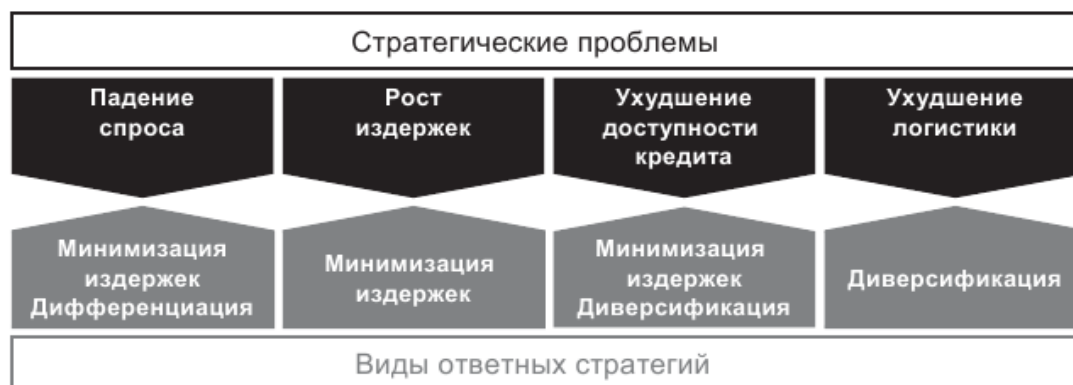 Стратегические проблемы
Падение
спроса
Рост
издержек
Ухудшение
доступности
кредита
Ухудшение
логистики
Минимизация
издержек
Дифференциация
Минимизация
издержек
Минимизация
издержек
Диверсификация
Диверсификация
Виды ответных стратегий